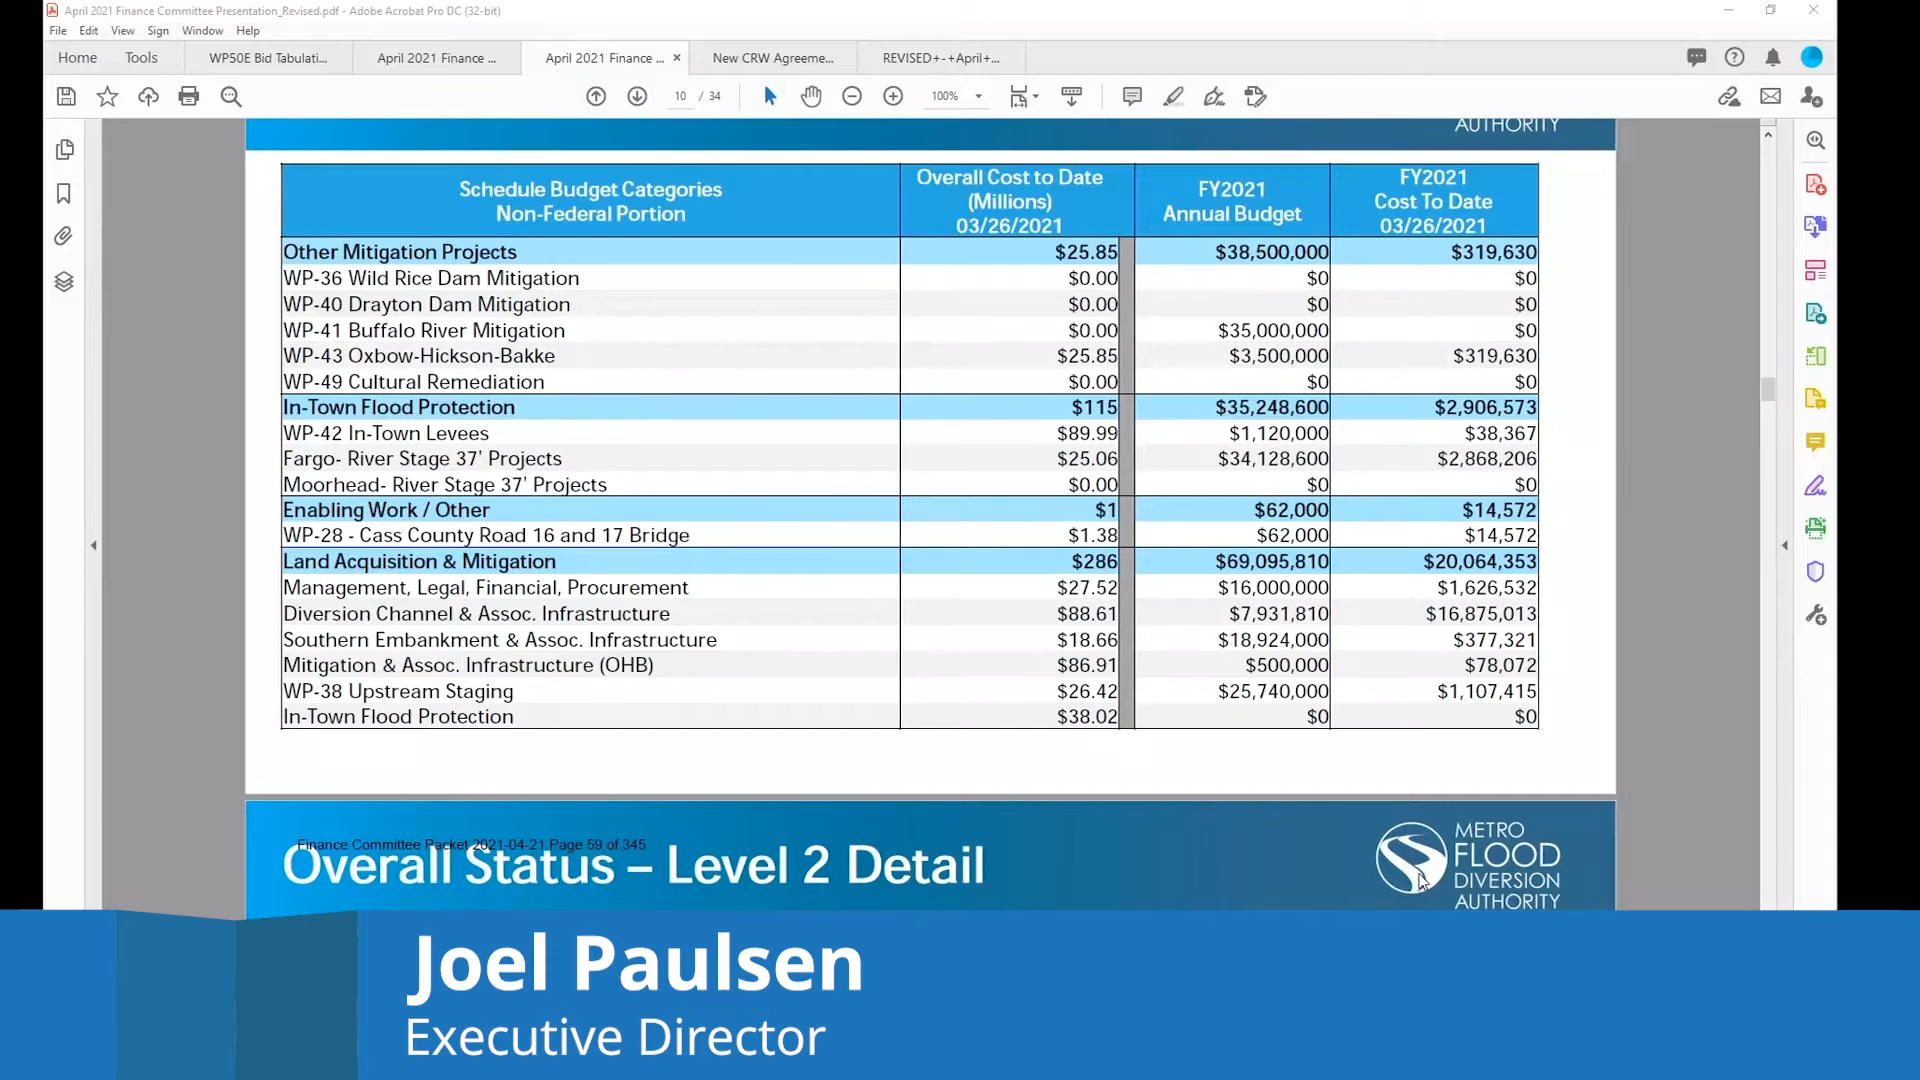 April 2021 Finance Committee Presentation_Revised.pdf - Adobe Acrobat Pro DC (32-bit)
File Edit View Sign Window Help
Home Tools WP50E Bid Tabulati... April 2021 Finance ... April 2021 Finance ... × New CRW Agreeme... REVISED+-+April+...
10 / 34 100%
AUTHORITY
Schedule Budget Categories
Non-Federal Portion
Overall Cost to Date
(Millions)
03/26/2021
FY2021
Annual Budget
FY2021
Cost To Date
03/26/2021
Other Mitigation Projects $25.85 $38,500,000 $319,630
WP-36 Wild Rice Dam Mitigation $0.00 $0 $0
WP-40 Drayton Dam Mitigation $0.00 $0 $0
WP-41 Buffalo River Mitigation $0.00 $35,000,000 $0
WP-43 Oxbow-Hickson-Bakke $25.85 $3,500,000 $319,630
WP-49 Cultural Remediation $0.00 $0 $0
In-Town Flood Protection $115 $35,248,600 $2,906,573
WP-42 In-Town Levees $89.99 $1,120,000 $38,367
Fargo- River Stage 37' Projects $25.06 $34,128,600 $2,868,206
Moorhead- River Stage 37' Projects $0.00 $0 $0
Enabling Work / Other $1 $62,000 $14,572
WP-28 - Cass County Road 16 and 17 Bridge $1.38 $62,000 $14,572
Land Acquisition & Mitigation $286 $69,095,810 $20,064,353
Management, Legal, Financial, Procurement $27.52 $16,000,000 $1,626,532
Diversion Channel & Assoc. Infrastructure $88.61 $7,931,810 $16,875,013
Southern Embankment & Assoc. Infrastructure $18.66 $18,924,000 $377,321
Mitigation & Assoc. Infrastructure (OHB) $86.91 $500,000 $78,072
WP-38 Upstream Staging $26.42 $25,740,000 $1,107,415
In-Town Flood Protection $38.02 $0 $0
Finance Committee Packet 2021-04-21 Page 59 of 345
Overall Status – Level 2 Detail
METRO
FLOOD
DIVERSION
AUTHORITY
Joel Paulsen
Executive Director